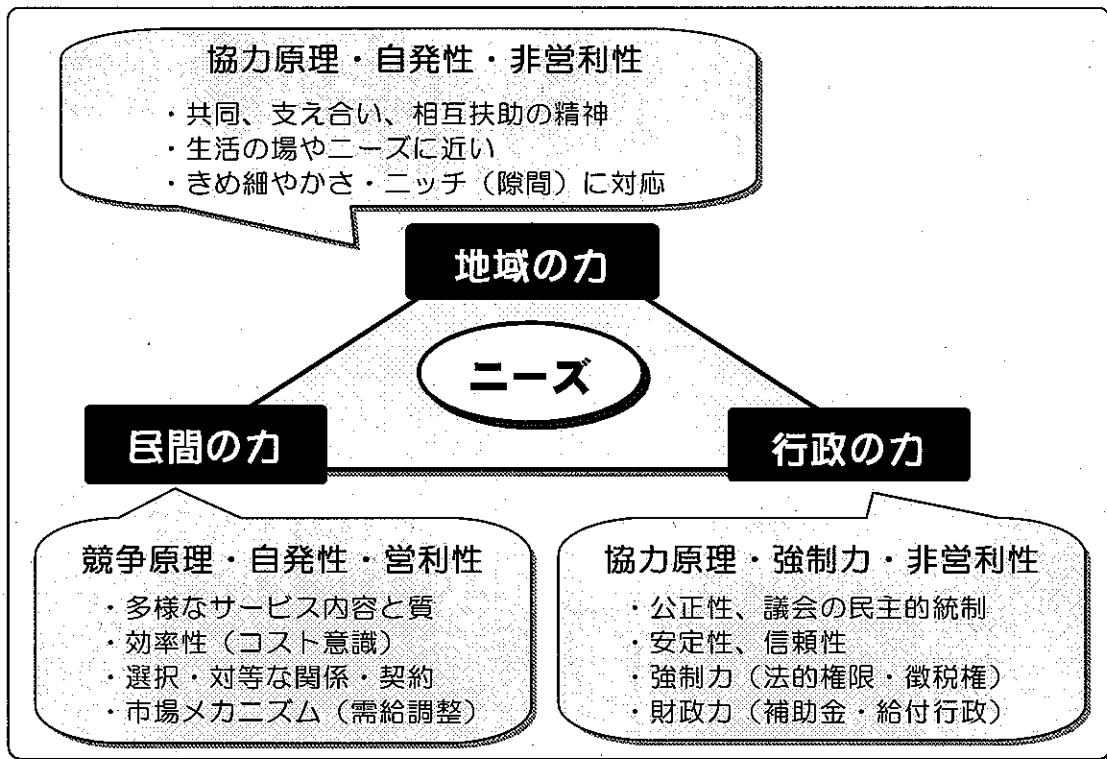 協力原理・自発性・非営利性
・共同、支え合い、相互扶助の精神
・生活の場やニーズに近い
・きめ細やかさ・ニッチ（隙間）に対応
地域の力
ニーズ
民間の力
行政の力
競争原理・自発性・営利性
・多様なサービス内容と質
・効率性（コスト意識）
・選択・対等な関係・契約
・市場メカニズム（需給調整）
協力原理・強制力・非営利性
・公正性、議会の民主的統制
・安定性、信頼性
・強制力（法的権限・徴税権）
・財政力（補助金・給付行政）